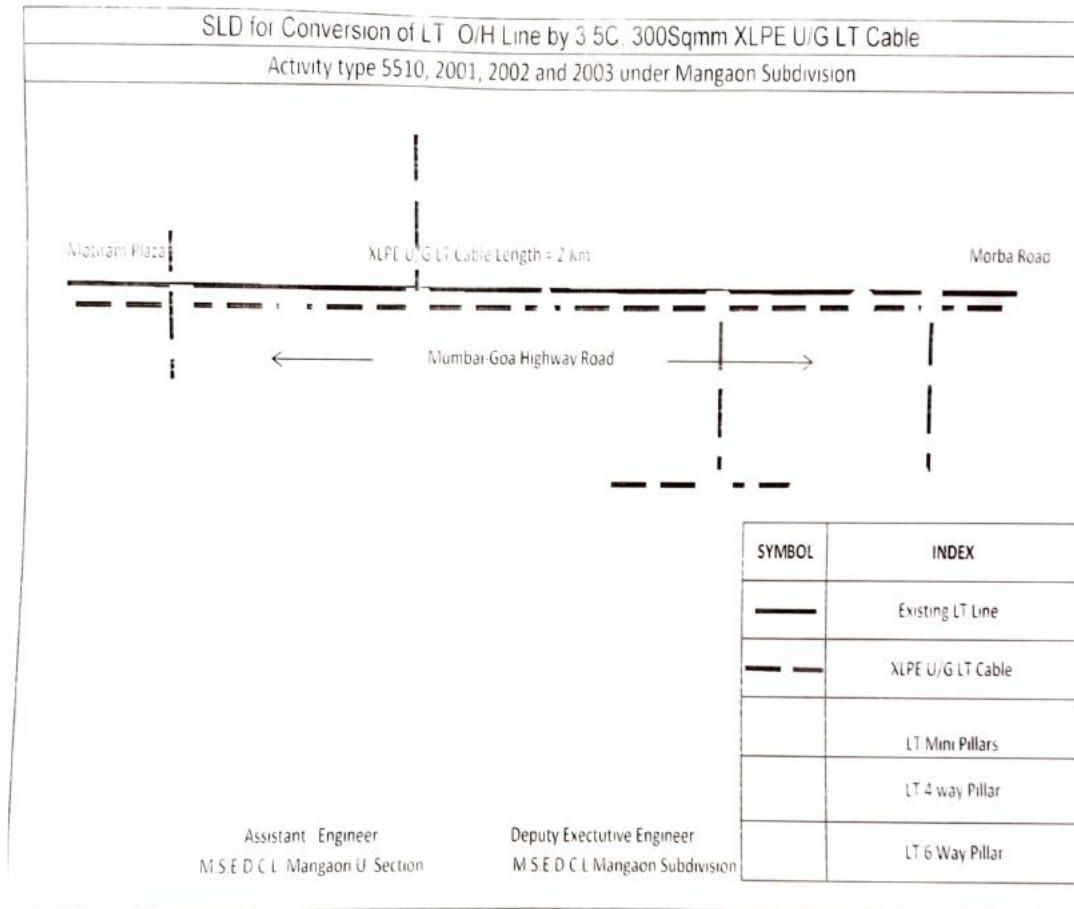 SLD for Conversion of LT O/H Line by 3 5C, 300Sqmm XLPE U/G LT Cable
Activity type 5510, 2001, 2002 and 2003 under Mangaon Subdivision
Motiram Plaza
XLPE U/G LT Cable Length = 2 km
Morba Road
Mumbai-Goa Highway Road
SYMBOL INDEX
Existing LT Line
XLPE U/G LT Cable
LT Mini Pillars
LT 4 way Pillar
LT 6 Way Pillar
Assistant Engineer
M.S.E D C L Mangaon U Section
Deputy Exectutive Engineer
M.S.E D C L Mangaon Subdivision